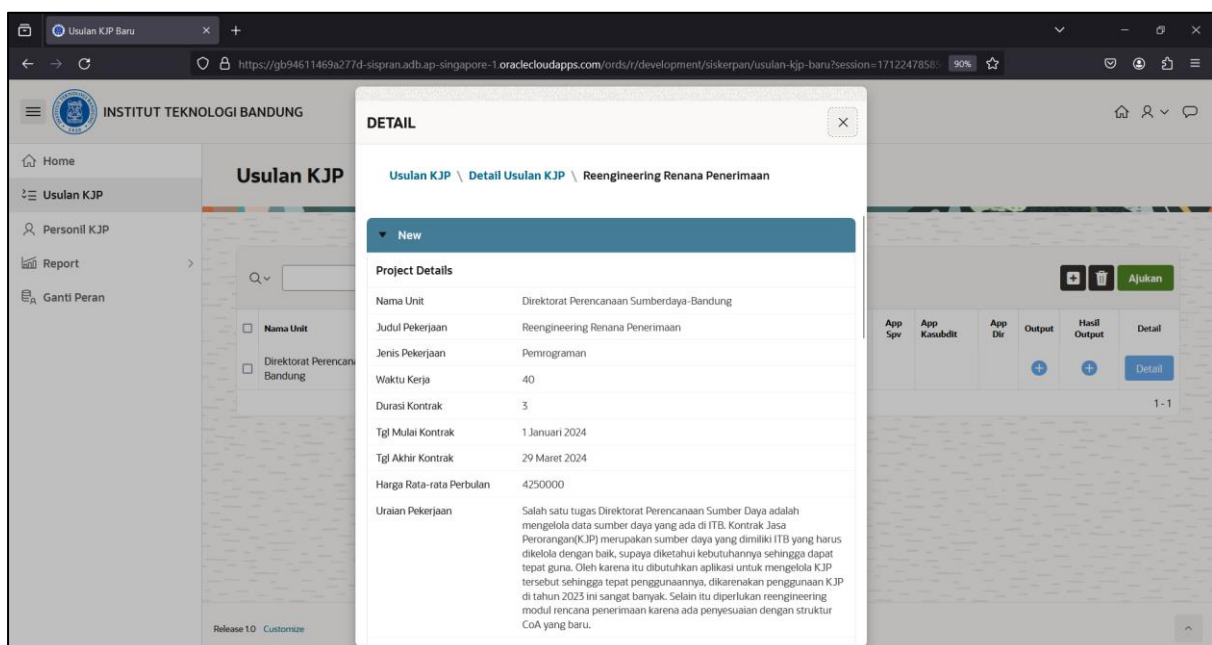 Usulan KJP Baru
https://gb94611469a277d-sispran.adb.ap-singapore-1.oraclecloudapps.com/ords/r/development/siskerpan/usulan-kjp-baru?session=1712247858
90%
INSTITUT TEKNOLOGI BANDUNG
Home
Usulan KJP
Personil KJP
Report
Ganti Peran
Usulan KJP
Ajukan
Nama Unit
App Spv
App Kasubdit
App Dir
Output
Hasil Output
Detail
Direktorat
Bandung
Detail
1 - 1
Release 1.0 Customize
DETAIL
Usulan KJP \ Detail Usulan KJP \ Reengineering Renana Penerimaan
New
Project Details
Nama Unit Direktorat Perencanaan Sumberdaya-Bandung
Judul Pekerjaan Reengineering Renana Penerimaan
Jenis Pekerjaan Pemrograman
Waktu Kerja 40
Durasi Kontrak 3
Tgl Mulai Kontrak 1 Januari 2024
Tgl Akhir Kontrak 29 Maret 2024
Harga Rata-rata Perbulan 4250000
Uraian Pekerjaan Salah satu tugas Direktorat Perencanaan Sumber Daya adalah
mengelola data sumber daya yang ada di ITB. Kontrak Jasa
Perorangan(KJP) merupakan sumber daya yang dimiliki ITB yang harus
dikelola dengan baik, supaya diketahui kebutuhannya sehingga dapat
tepat guna. Oleh karena itu dibutuhkan aplikasi untuk mengelola KJP
tersebut sehingga tepat penggunaannya, dikarenakan penggunaan KJP
di tahun 2023 ini sangat banyak. Selain itu diperlukan reengineering
modul rencana penerimaan karena ada penyesuaian dengan struktur
CoA yang baru.